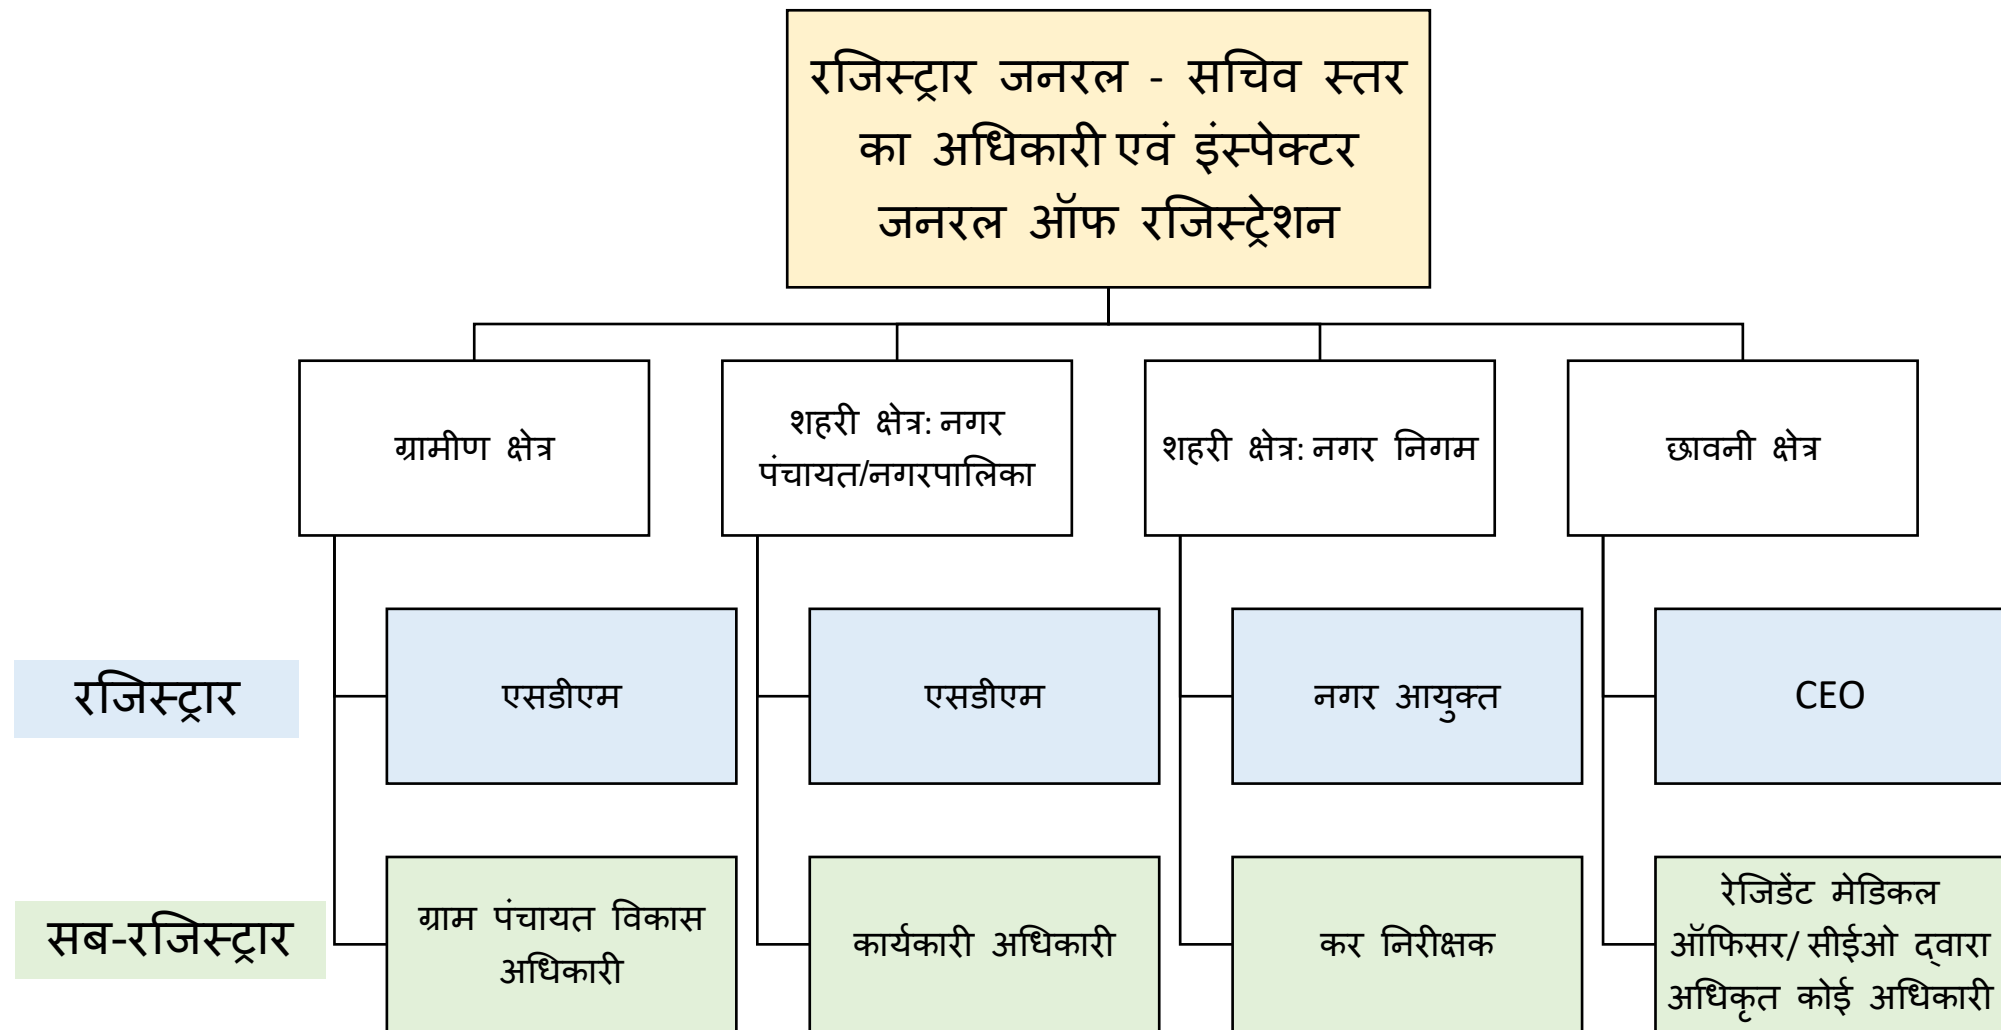 रजिस्ट्रार जनरल - सचिव स्तर
का अधिकारी एवं इंस्पेक्टर
जनरल ऑफ रजिस्ट्रेशन
ग्रामीण क्षेत्र
शहरी क्षेत्र: नगर
पंचायत/नगरपालिका
शहरी क्षेत्र: नगर निगम
छावनी क्षेत्र
रजिस्ट्रार
एसडीएम
एसडीएम
नगर आयुक्त
CEO
सब-रजिस्ट्रार
ग्राम पंचायत विकास
अधिकारी
कार्यकारी अधिकारी
कर निरीक्षक
रेजिडेंट मेडिकल
ऑफिसर/ सीईओ द्वारा
अधिकृत कोई अधिकारी